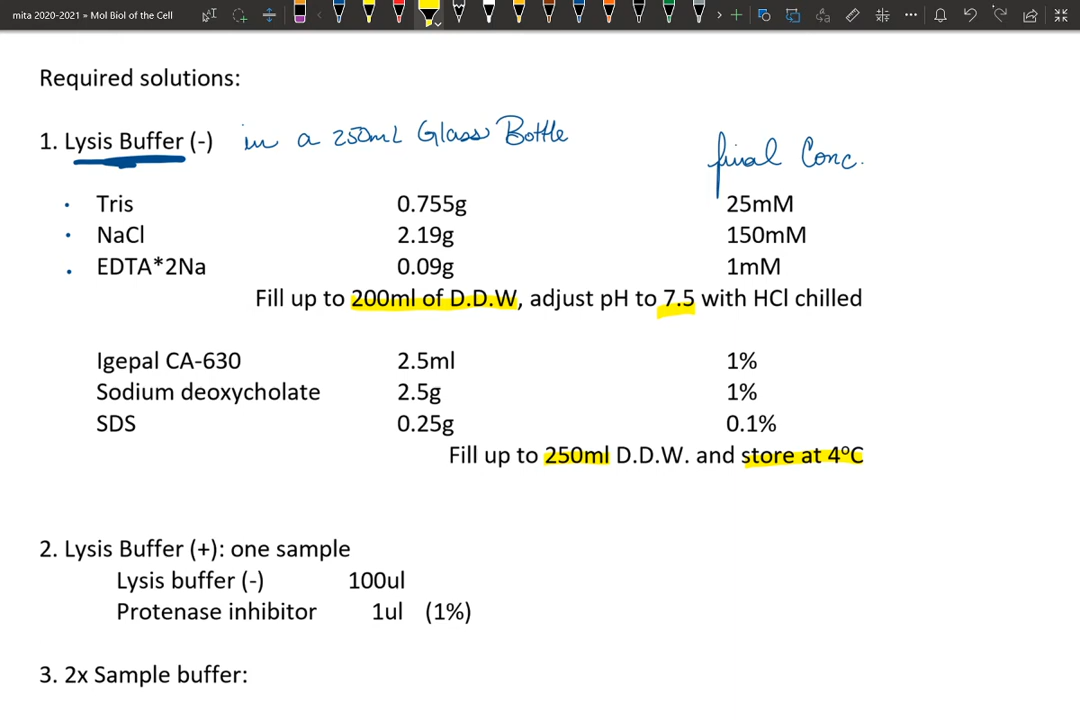 mita 2020-2021 » Mol Biol of the Cell
Required solutions:
1. Lysis Buffer (-) in a 250mL Glass Bottle
final Conc.
• Tris 0.755g 25mM
• NaCl 2.19g 150mM
• EDTA*2Na 0.09g 1mM
Fill up to 200ml of D.D.W, adjust pH to 7.5 with HCl chilled
Igepal CA-630 2.5ml 1%
Sodium deoxycholate 2.5g 1%
SDS 0.25g 0.1%
Fill up to 250ml D.D.W. and store at 4ºC
2. Lysis Buffer (+): one sample
Lysis buffer (-) 100ul
Protenase inhibitor 1ul (1%)
3. 2x Sample buffer: